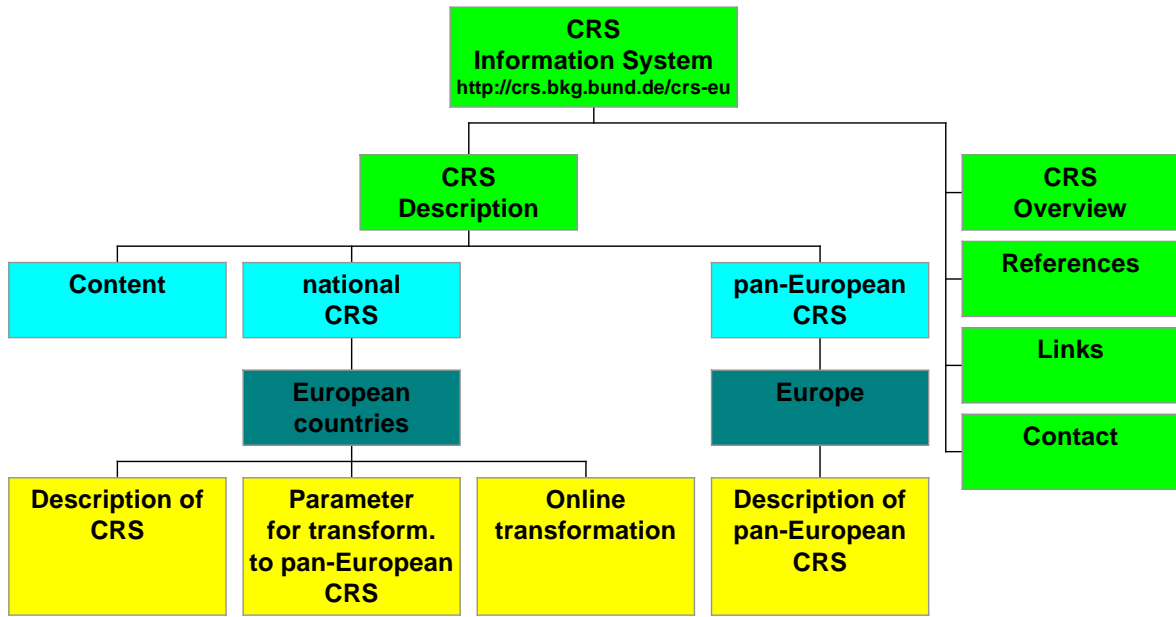 CRS
Information System
http://crs.bkg.bund.de/crs-eu
CRS
Description
CRS
Overview
Content
national
CRS
pan-European
CRS
References
Links
European
countries
Europe
Contact
Description of
CRS
Parameter
for transform.
to pan-European
CRS
Online
transformation
Description of
pan-European
CRS